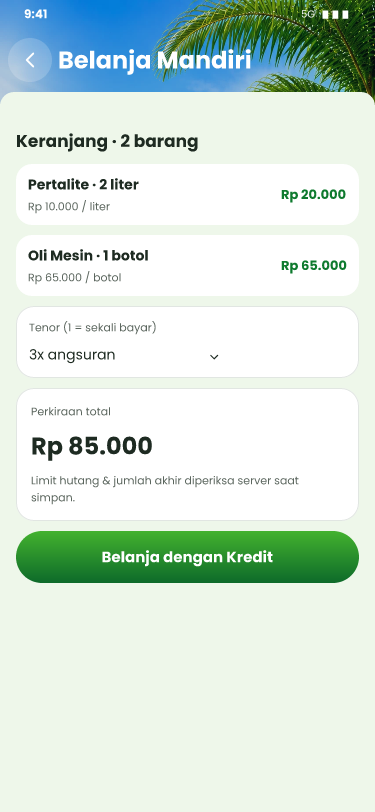 9:41
5G
Belanja Mandiri
Keranjang · 2 barang
Pertalite · 2 liter
Rp 10.000 / liter
Rp 20.000
Oli Mesin · 1 botol
Rp 65.000 / botol
Rp 65.000
Tenor (1 = sekali bayar)
3x angsuran
Perkiraan total
Rp 85.000
Limit hutang & jumlah akhir diperiksa server saat
simpan.
Belanja dengan Kredit